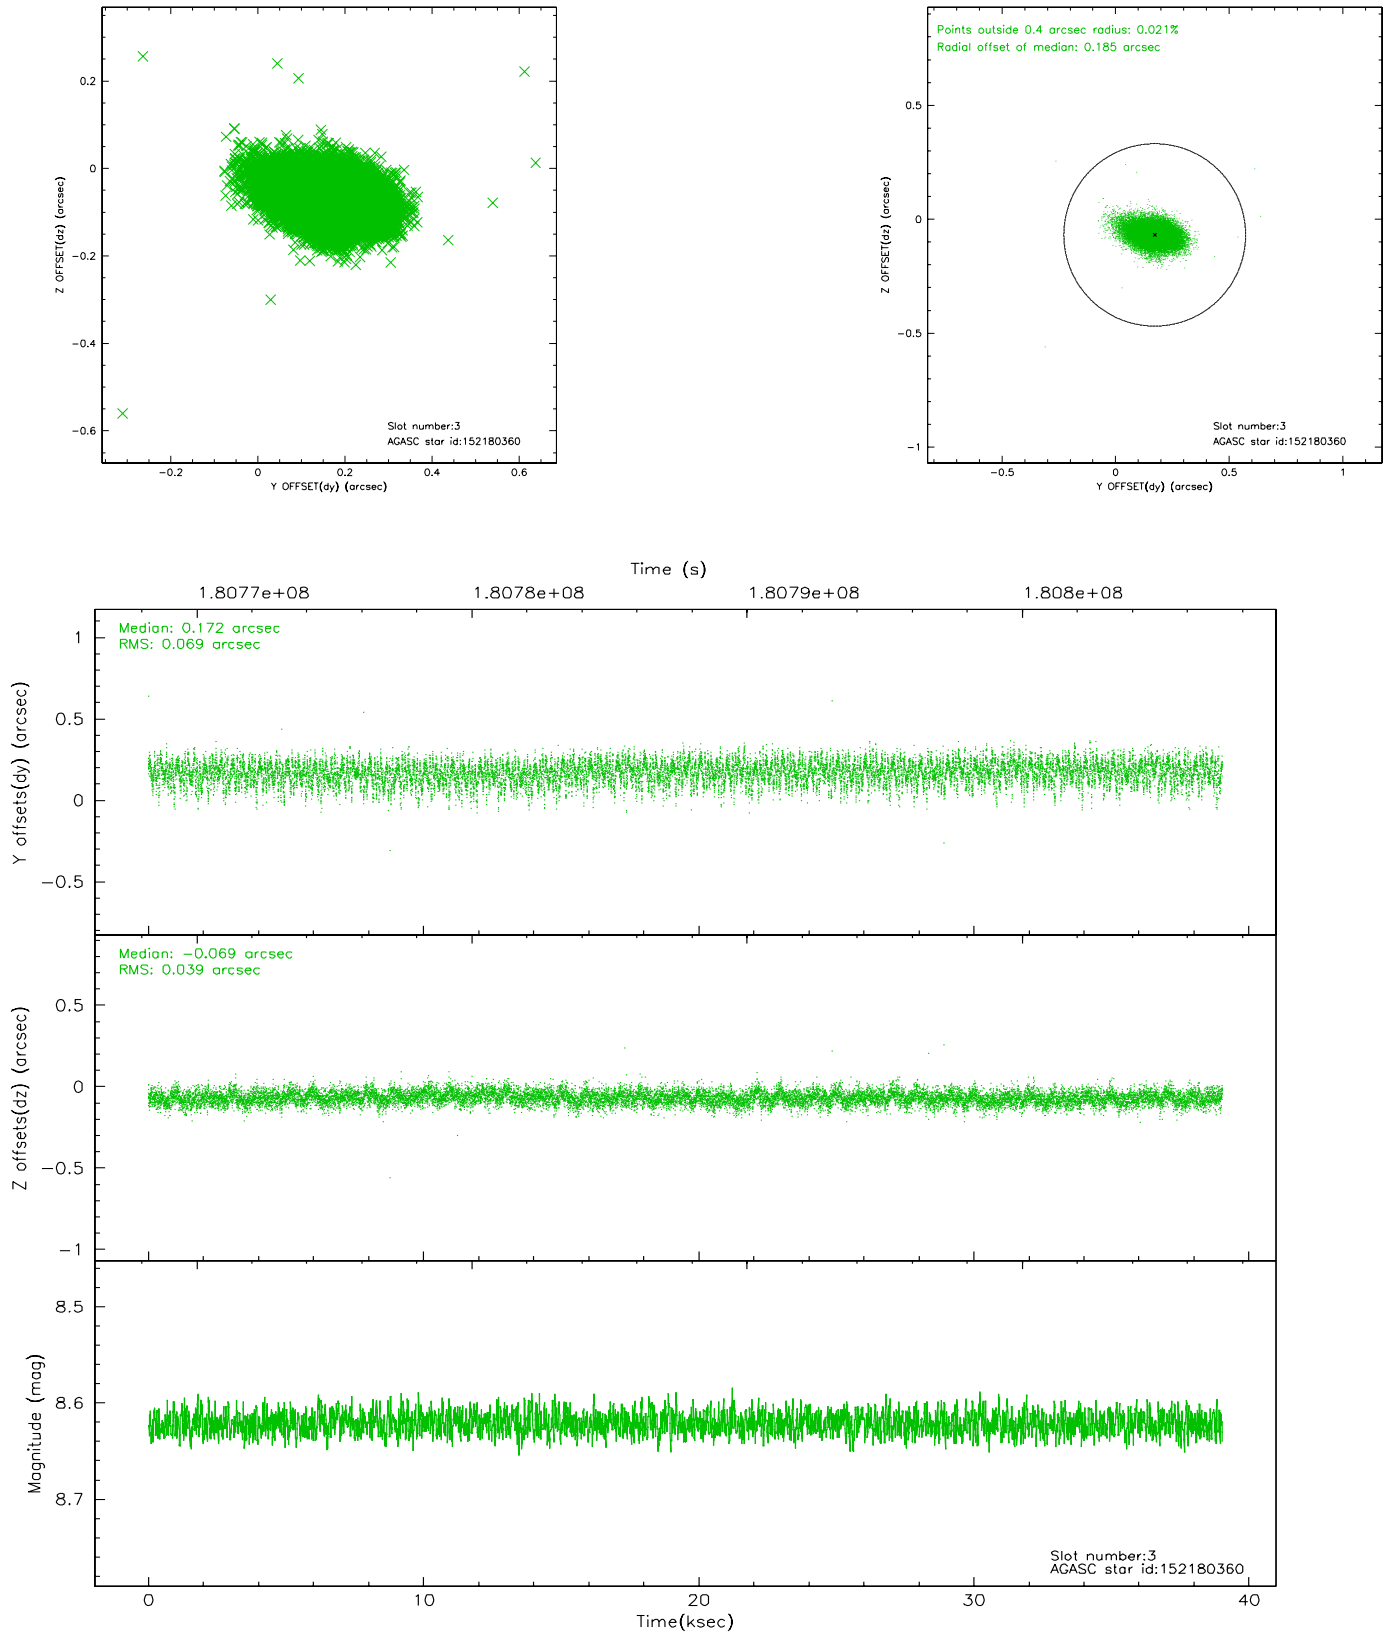 0.2
0
-0.2
-0.4
-0.6
Z OFFSET(dz) (arcsec)
Slot number:3
AGASC star id:152180360
-0.2 0 0.2 0.4 0.6
Y OFFSET(dy) (arcsec)
Points outside 0.4 arcsec radius: 0.021%
Radial offset of median: 0.185 arcsec
0.5
0
-0.5
-1
Z OFFSET(dz) (arcsec)
Slot number:3
AGASC star id:152180360
-0.5 0 0.5 1
Y OFFSET(dy) (arcsec)
Time (s)
1.8077e+08 1.8078e+08 1.8079e+08 1.808e+08
Median: 0.172 arcsec
RMS: 0.069 arcsec
1
0.5
0
-0.5
Y offsets(dy) (arcsec)
Median: -0.069 arcsec
RMS: 0.039 arcsec
0.5
0
-0.5
-1
Z offsets(dz) (arcsec)
8.5
8.6
8.7
Magnitude (mag)
Slot number:3
AGASC star id:152180360
0 10 20 30 40
Time(ksec)